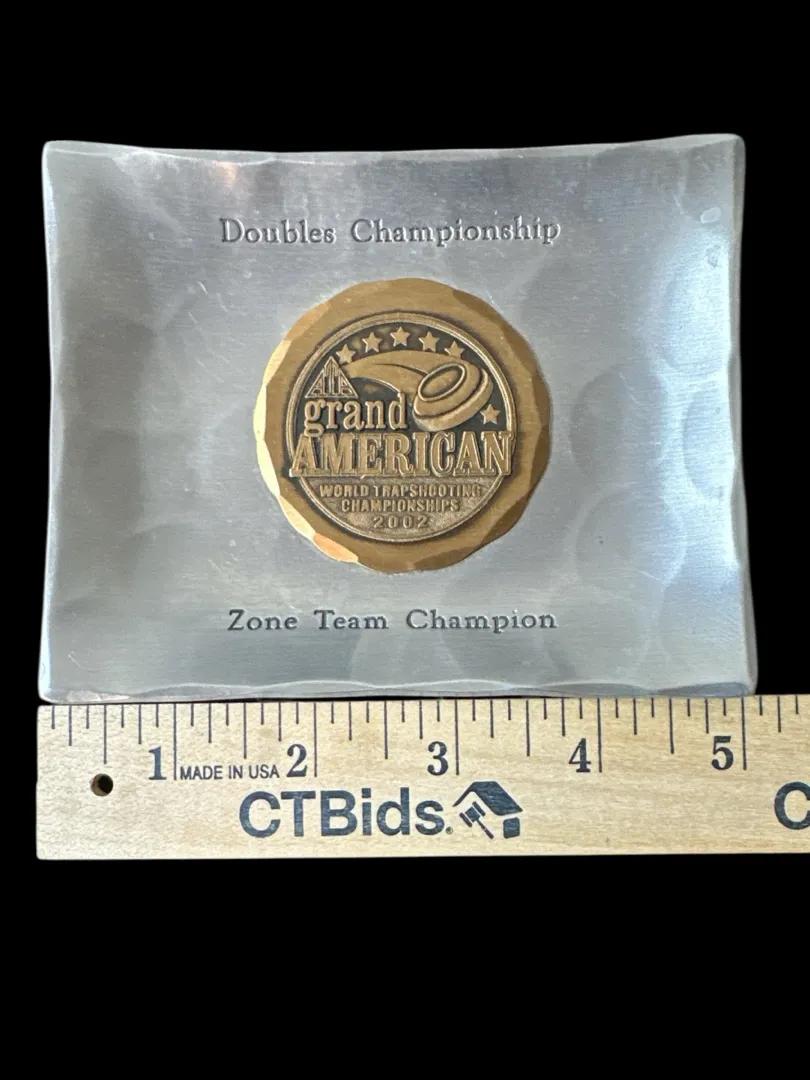 Doubles Championship
ATA
grand
AMERICAN
WORLD TRAPSHOOTING
CHAMPIONSHIPS
2002
Zone Team Champion
1 MADE IN USA 2 3 4 5
CTBids. C